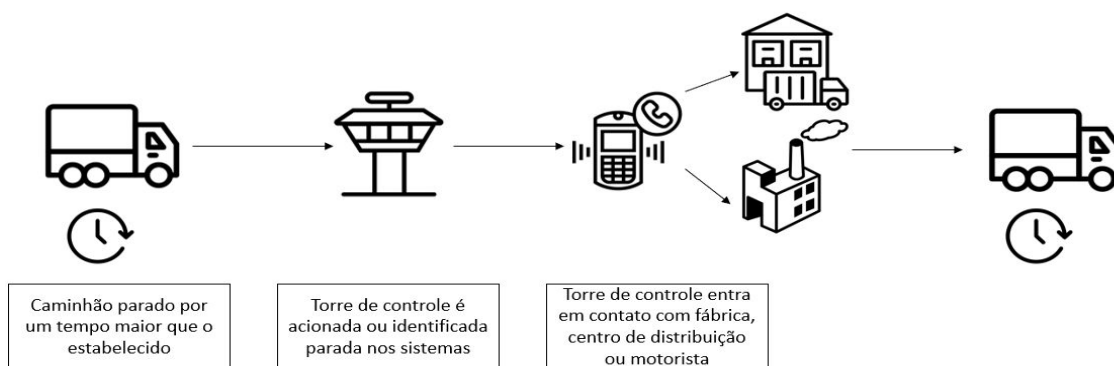 Caminhão parado por
um tempo maior que o
estabelecido
Torre de controle é
acionada ou identificada
parada nos sistemas
Torre de controle entra
em contato com fábrica,
centro de distribuição
ou motorista